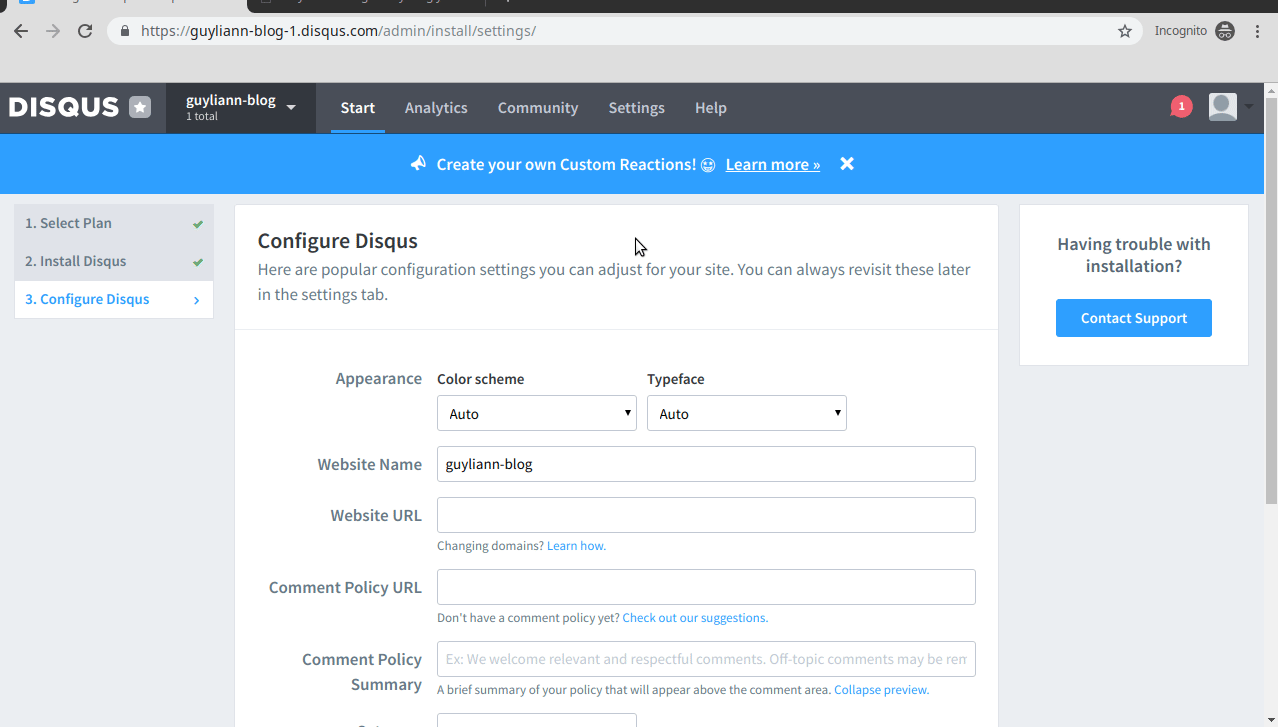 https://guyliann-blog-1.disqus.com/admin/install/settings/
Incognito
DISQUS
guyliann-blog
1 total
Start
Analytics
Community
Settings
Help
1
Create your own Custom Reactions! Learn more »
1. Select Plan
2. Install Disqus
3. Configure Disqus
Configure Disqus
Here are popular configuration settings you can adjust for your site. You can always revisit these later
in the settings tab.
Having trouble with
installation?
Contact Support
Appearance
Color scheme
Typeface
Auto
Auto
Website Name
guyliann-blog
Website URL
Changing domains? Learn how.
Comment Policy URL
Don't have a comment policy yet? Check out our suggestions.
Comment Policy
Summary
Ex: We welcome relevant and respectful comments. Off-topic comments may be rem
A brief summary of your policy that will appear above the comment area. Collapse preview.